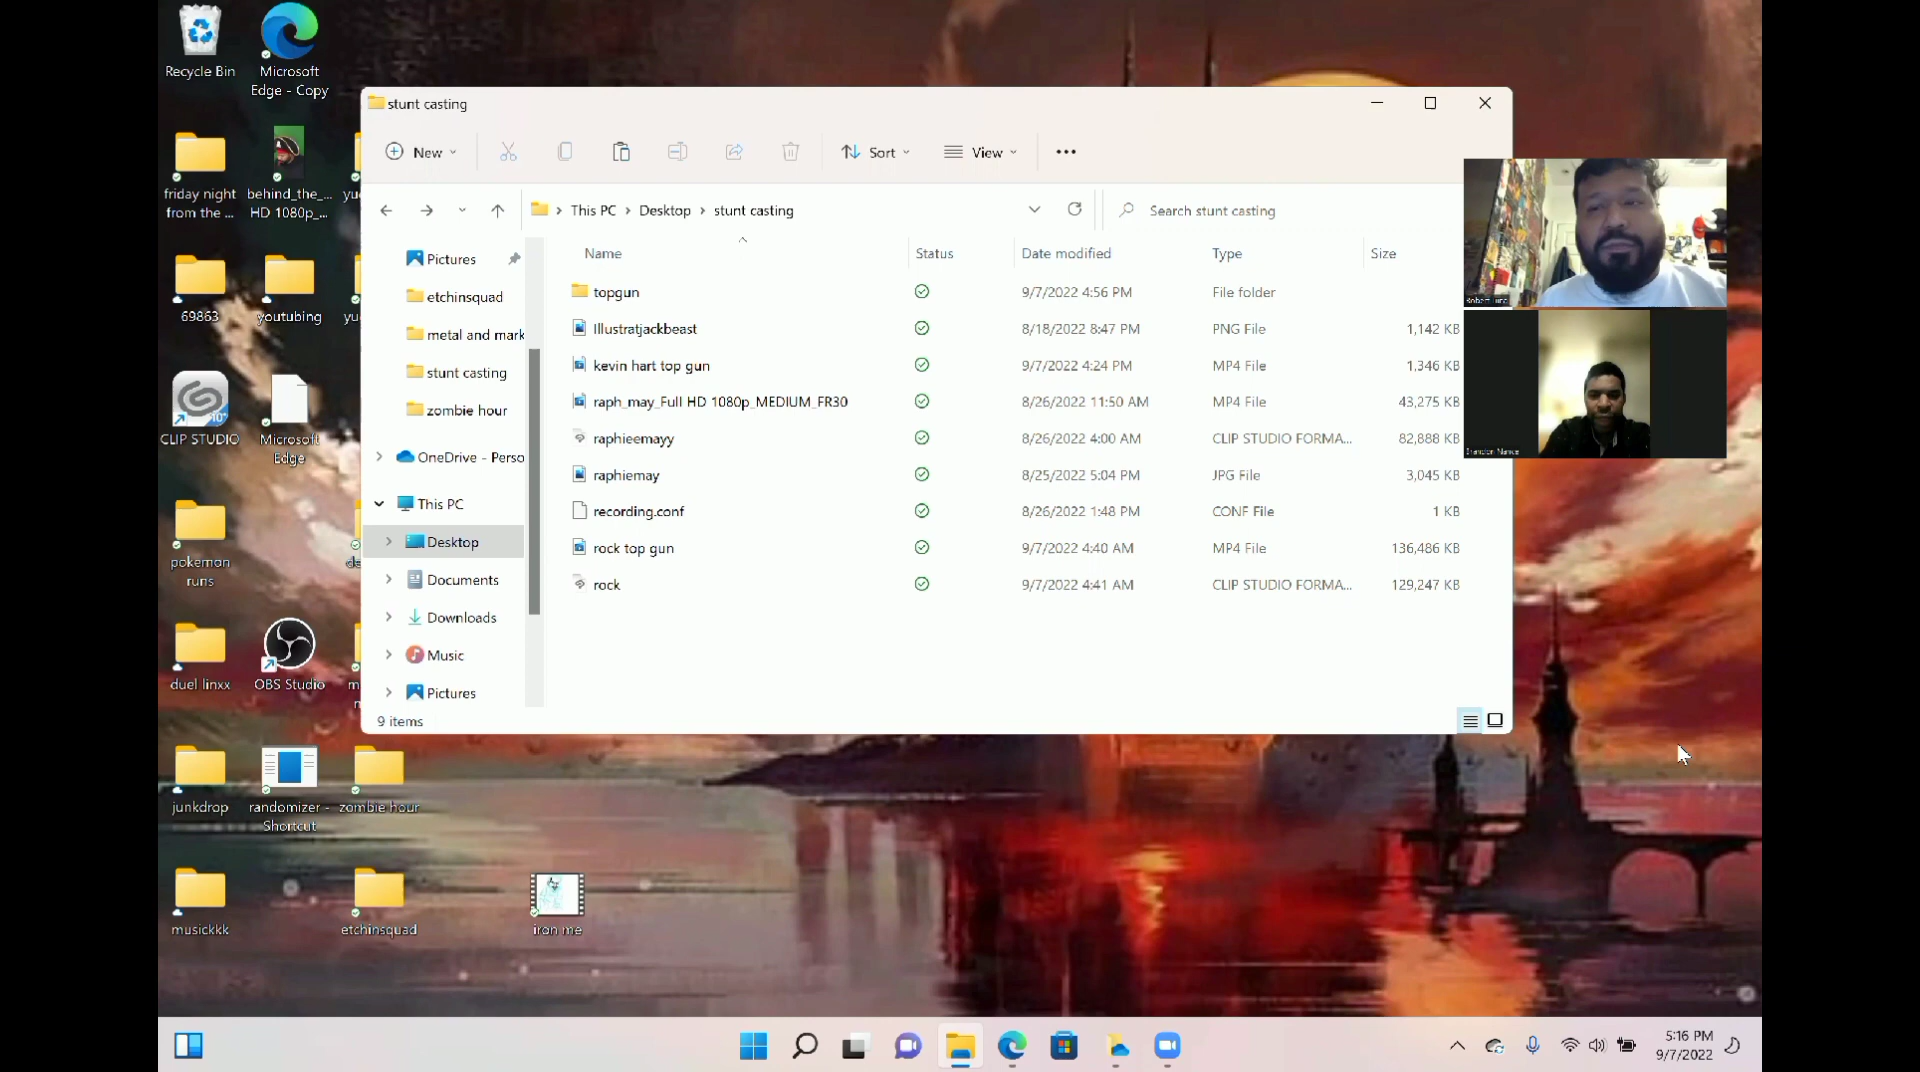 Recycle Bin
Microsoft
Edge - Copy
friday night
from the ...
behind_the_...
HD 1080p_...
69863
youtubing
CLIP STUDIO
Microsoft
Edge
pokemon
runs
duel linxx
OBS Studio
junkdrop
randomizer -
Shortcut
zombie hour
musickkk
etchinsquad
iron me
stunt casting
New
Sort
View
This PC
Desktop
stunt casting
Search stunt casting
Pictures
etchinsquad
metal and mark
stunt casting
zombie hour
OneDrive - Perso
This PC
Desktop
Documents
Downloads
Music
Pictures
Name Status Date modified Type Size
topgun 9/7/2022 4:56 PM File folder
Illustratjackbeast 8/18/2022 8:47 PM PNG File 1,142 KB
kevin hart top gun 9/7/2022 4:24 PM MP4 File 1,346 KB
raph_may_Full HD 1080p_MEDIUM_FR30 8/26/2022 11:50 AM MP4 File 43,275 KB
raphieemayy 8/26/2022 4:00 AM CLIP STUDIO FORMA... 82,888 KB
raphiemay 8/25/2022 5:04 PM JPG File 3,045 KB
recording.conf 8/26/2022 1:48 PM CONF File 1 KB
rock top gun 9/7/2022 4:40 AM MP4 File 136,486 KB
rock 9/7/2022 4:41 AM CLIP STUDIO FORMA... 129,247 KB
9 items
Brandon Nance
5:16 PM
9/7/2022